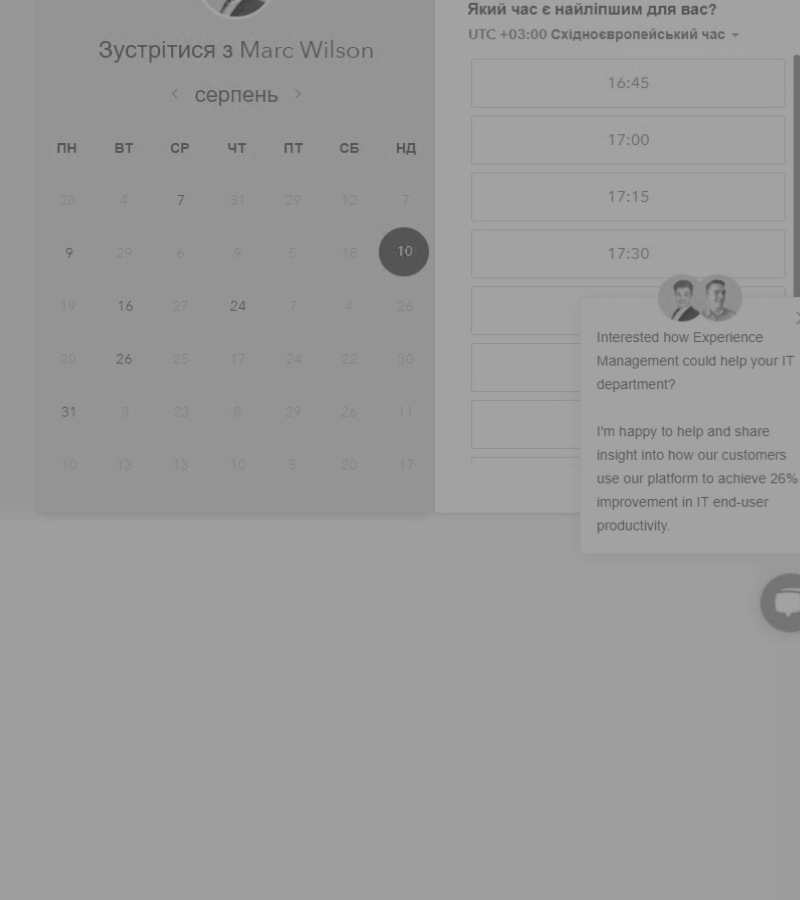 Зустрітися з Marc Wilson
серпень
ПН ВТ СР ЧТ ПТ СБ НД
28 4 7 31 29 12 7
9 29 6 9 5 18 10
19 16 27 24 7 4 26
20 26 25 17 24 22 30
31 3 23 8 29 26 11
10 13 13 10 5 20 17
Який час є найліпшим для вас?
UTC +03:00 Східноєвропейський час
16:45
17:00
17:15
17:30
Interested how Experience
Management could help your IT
department?
I'm happy to help and share
insight into how our customers
use our platform to achieve 26%
improvement in IT end-user
productivity.